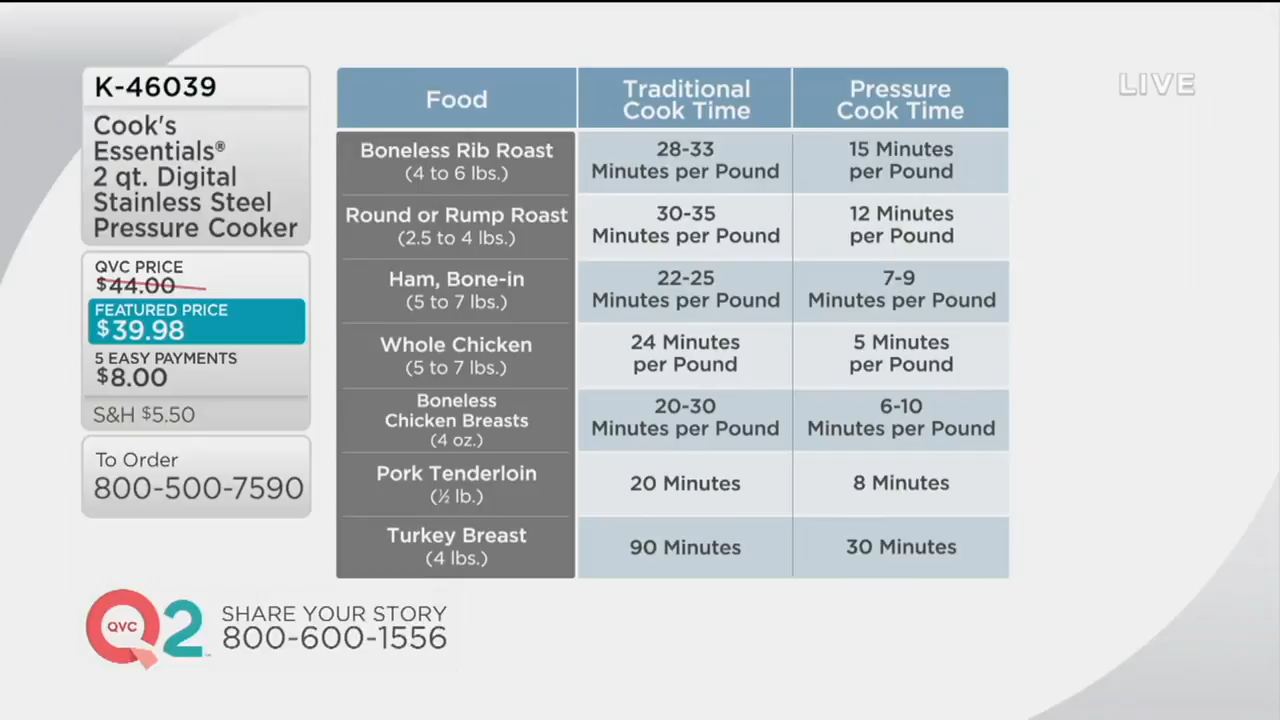 K-46039
Cook's
Essentials®
2 qt. Digital
Stainless Steel
Pressure Cooker
QVC PRICE
$44.00
FEATURED PRICE
$39.98
5 EASY PAYMENTS
$8.00
S&H $5.50
To Order
800-500-7590
Food
Traditional
Cook Time
Pressure
Cook Time
Boneless Rib Roast
(4 to 6 lbs.)
28-33
Minutes per Pound
15 Minutes
per Pound
Round or Rump Roast
(2.5 to 4 lbs.)
30-35
Minutes per Pound
12 Minutes
per Pound
Ham, Bone-in
(5 to 7 lbs.)
22-25
Minutes per Pound
7-9
Minutes per Pound
Whole Chicken
(5 to 7 lbs.)
24 Minutes
per Pound
5 Minutes
per Pound
Boneless
Chicken Breasts
(4 oz.)
20-30
Minutes per Pound
6-10
Minutes per Pound
Pork Tenderloin
(½ lb.)
20 Minutes
8 Minutes
Turkey Breast
(4 lbs.)
90 Minutes
30 Minutes
LIVE
QVC 2
SHARE YOUR STORY
800-600-1556